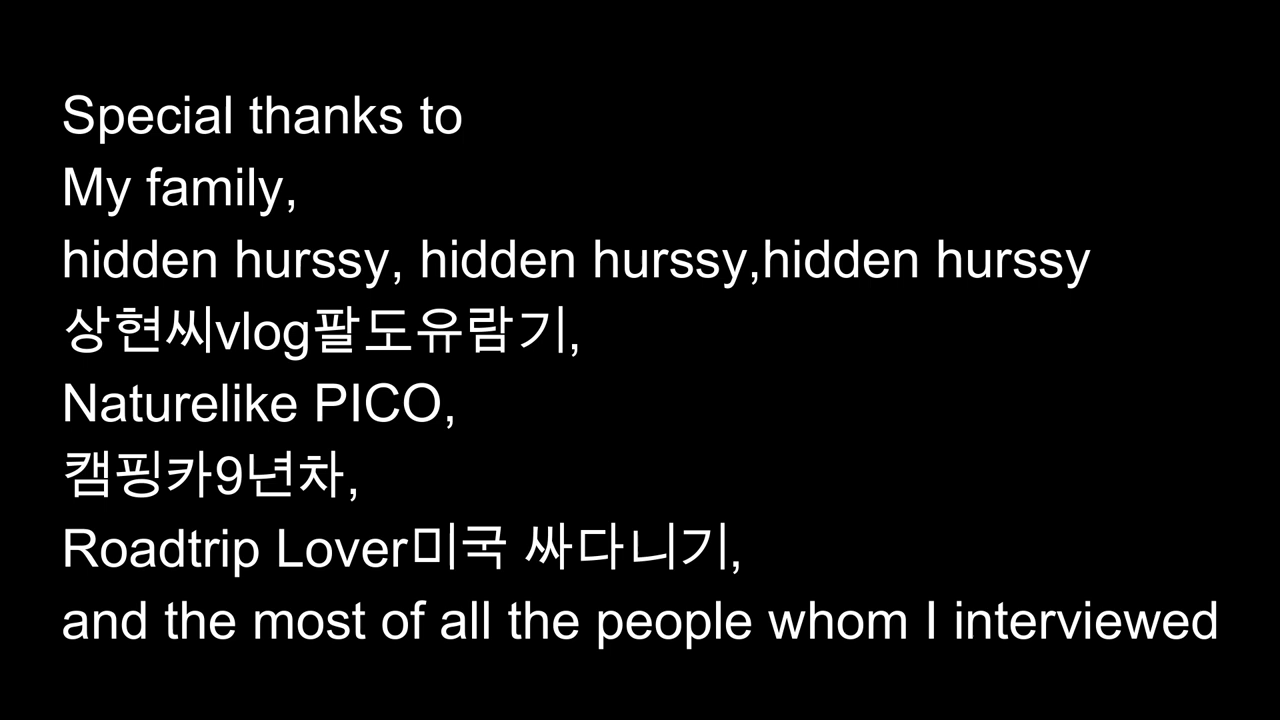 Special thanks to
My family,
hidden hurssy, hidden hurssy,hidden hurssy
상현씨vlog팔도유람기,
Naturelike PICO,
캠핑카9년차,
Roadtrip Lover미국 싸다니기,
and the most of all the people whom I interviewed